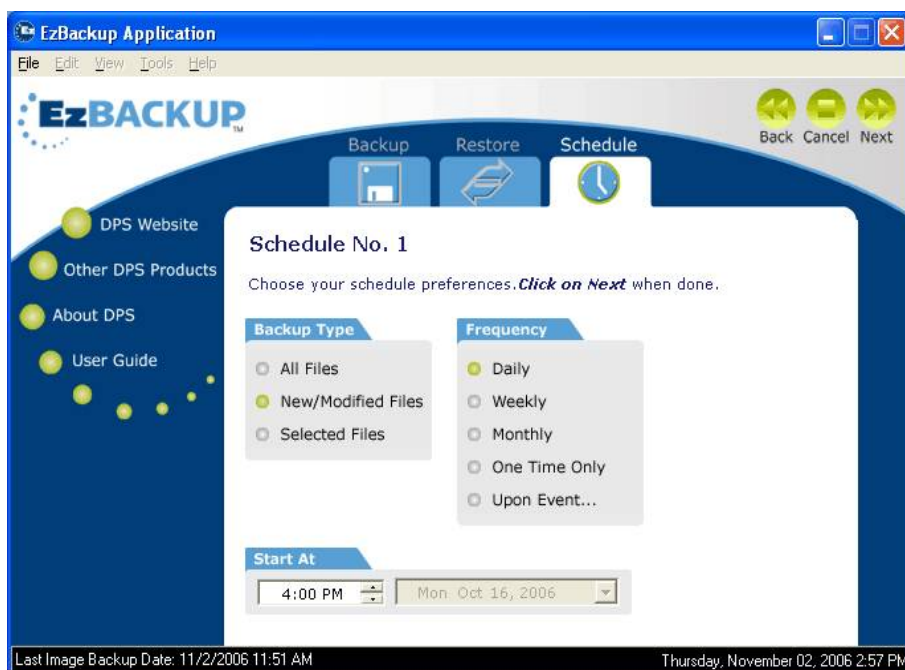 EzBackup Application
File Edit View Tools Help
EzBACKUP™
Back Cancel Next
Backup Restore Schedule
DPS Website
Other DPS Products
About DPS
User Guide
Schedule No. 1
Choose your schedule preferences.Click on Next when done.
Backup Type
All Files
New/Modified Files
Selected Files
Frequency
Daily
Weekly
Monthly
One Time Only
Upon Event...
Start At
4:00 PM
Mon Oct 16, 2006
Last Image Backup Date: 11/2/2006 11:51 AM
Thursday, November 02, 2006 2:57 PM